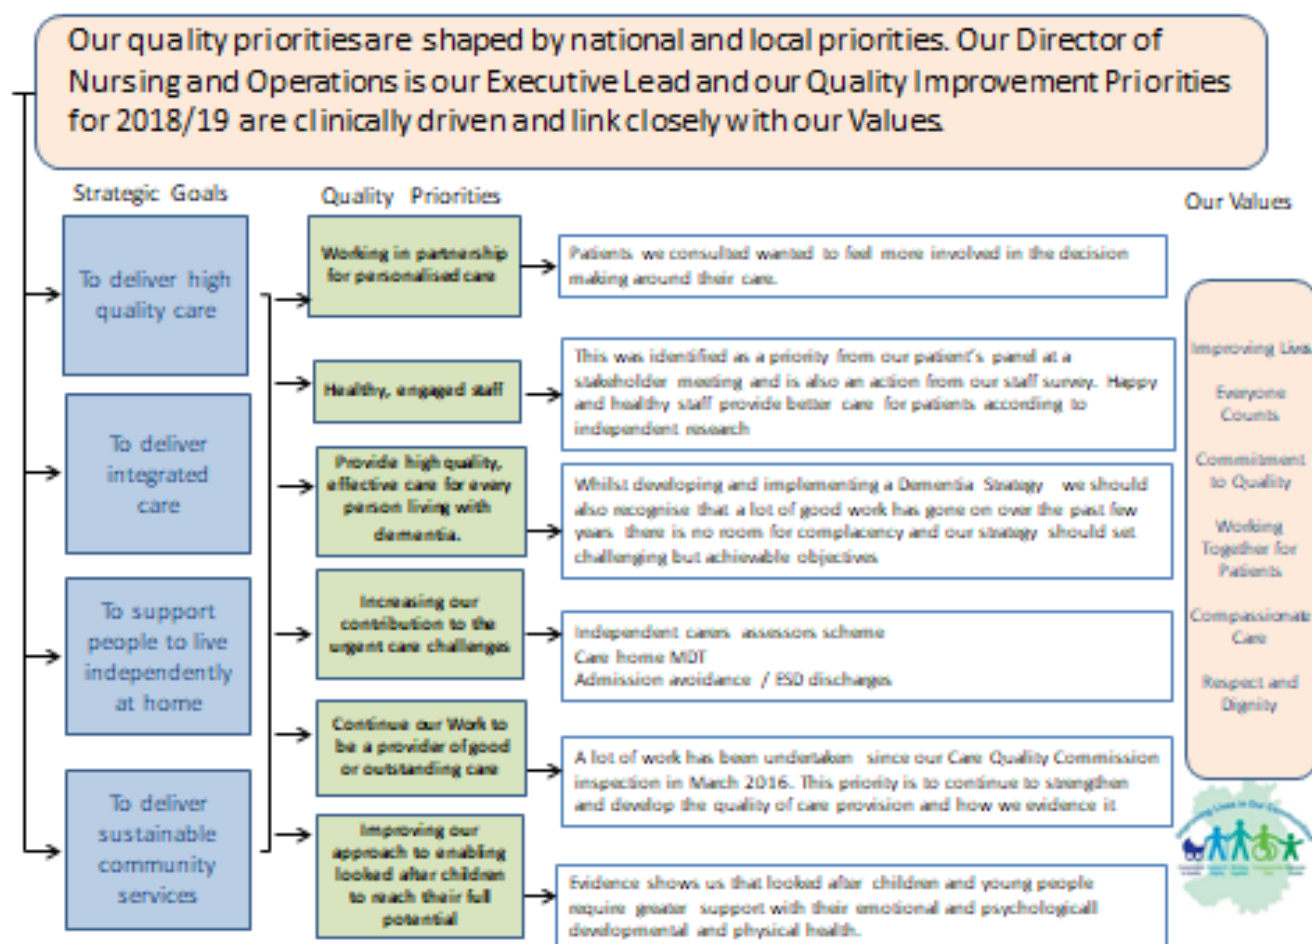 Our quality priorities are shaped by national and local priorities. Our Director of
Nursing and Operations is our Executive Lead and our Quality Improvement Priorities
for 2018/19 are clinically driven and link closely with our Values.
Strategic Goals
To deliver high
quality care
To deliver
integrated
care
To support
people to live
independently
at home
To deliver
sustainable
community
services
Quality Priorities
Working in partnership
for personalised care
Patients we consulted wanted to feel more involved in the decision
making around their care.
Healthy, engaged staff
This was identified as a priority from our patient's panel at a
stakeholder meeting and is also an action from our staff survey. Happy
and healthy staff provide better care for patients according to
independent research
Provide high quality,
effective care for every
person living with
dementia.
Whilst developing and implementing a Dementia Strategy we should
also recognise that a lot of good work has gone on over the past few
years there is no room for complacency and our strategy should set
challenging but achievable objectives
Increasing our
contribution to the
urgent care challenges
Independent carers assessors scheme
Care home MDT
Admission avoidance / ESD discharges
Continue our Work to
be a provider of good
or outstanding care
A lot of work has been undertaken since our Care Quality Commission
inspection in March 2016. This priority is to continue to strengthen
and develop the quality of care provision and how we evidence it
Improving our
approach to enabling
looked after children
to reach their full
potential
Evidence shows us that looked after children and young people
require greater support with their emotional and psychologicall
developmental and physical health.
Our Values
Improving Lives
Everyone
Counts
Commitment
to Quality
Working
Together for
Patients
Compassionate
Care
Respect and
Dignity